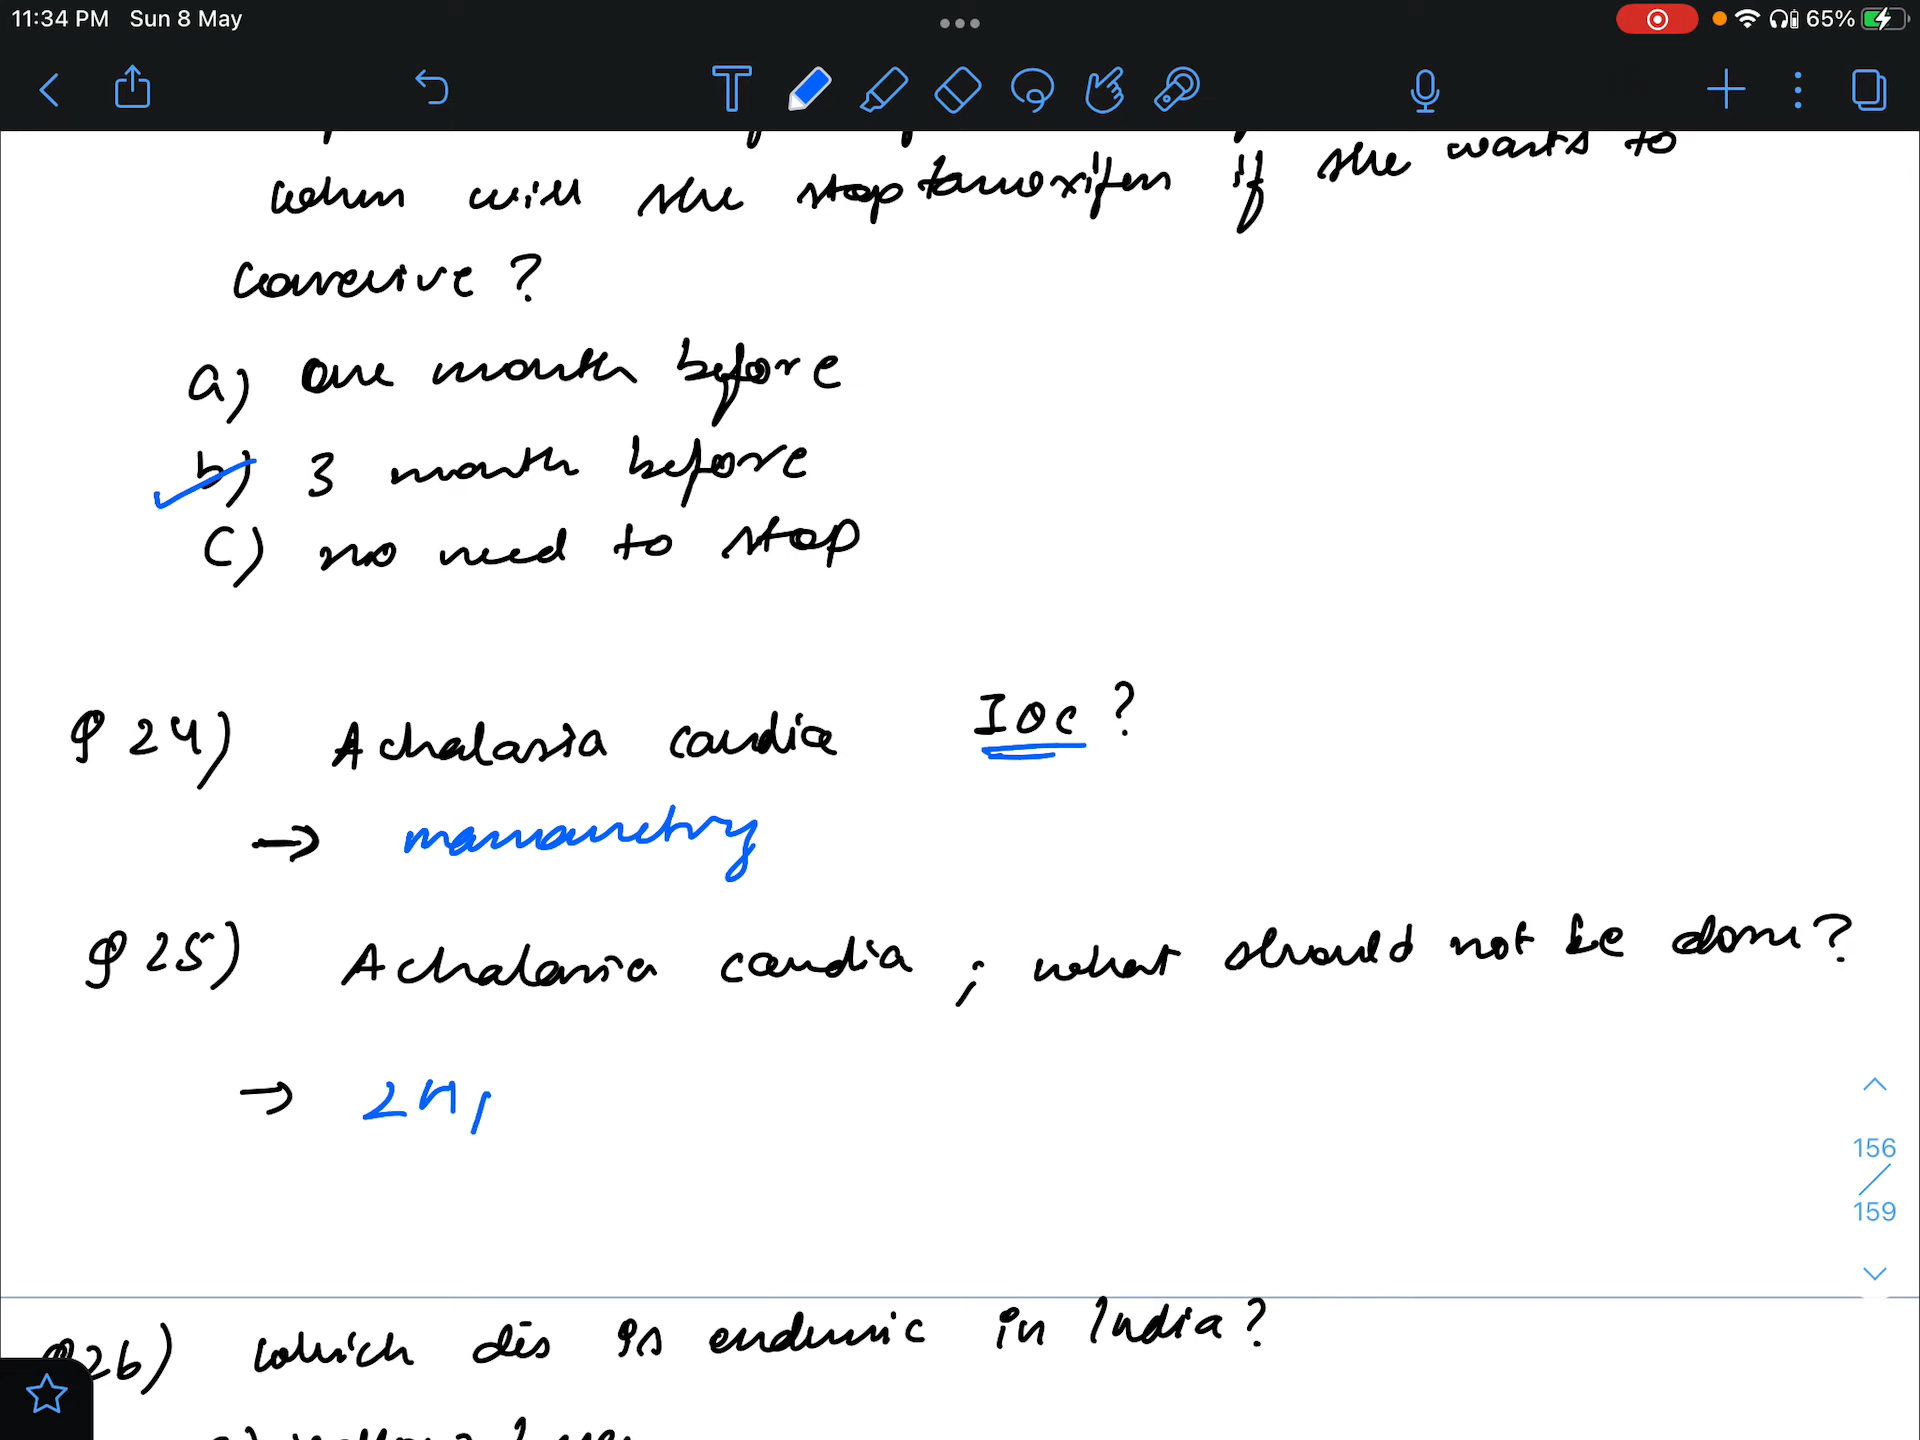 11:34 PM Sun 8 May
65%
when will she stop tamoxifen if she wants to
conceive ?
a) one month before
b) 3 month before
c) no need to stop
Q 24) Achalasia cardia IOC ?
→ manometry
Q 25) Achalasia cardia ; what should not be done ?
→ 2n
156
159
Q26) which dis is endemic in India ?